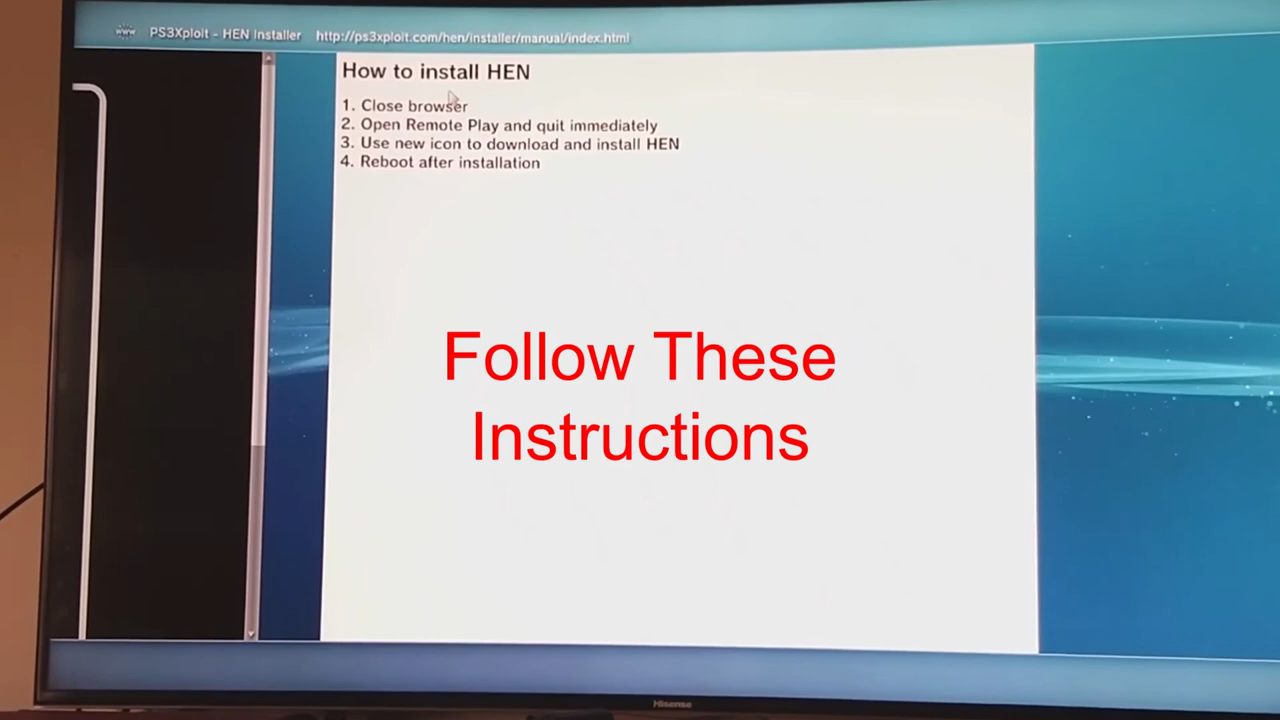 www PS3Xploit - HEN Installer http://ps3xploit.com/hen/installer/manual/index.html
How to install HEN
1. Close browser
2. Open Remote Play and quit immediately
3. Use new icon to download and install HEN
4. Reboot after installation
Follow These
Instructions
Hisense